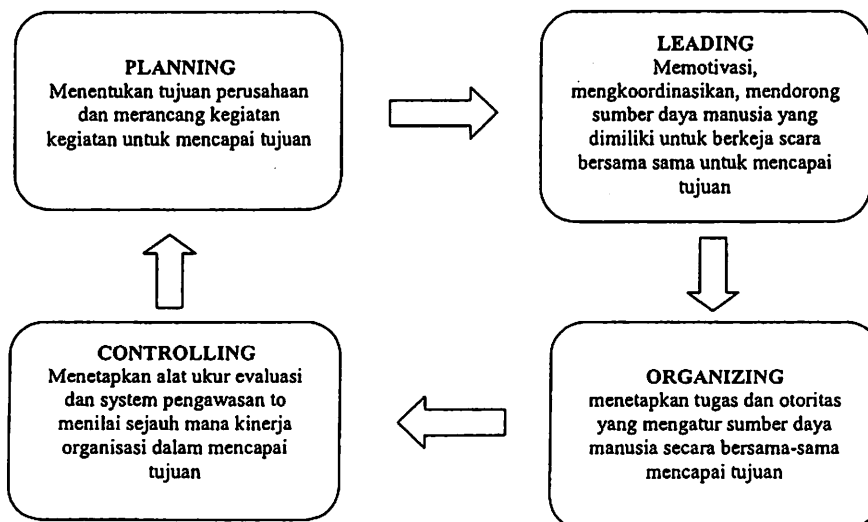 PLANNING
Menentukan tujuan perusahaan
dan merancang kegiatan
kegiatan untuk mencapai tujuan
LEADING
Memotivasi,
mengkoordinasikan, mendorong
sumber daya manusia yang
dimiliki untuk berkeja scara
bersama sama untuk mencapai
tujuan
CONTROLLING
Menetapkan alat ukur evaluasi
dan system pengawasan to
menilai sejauh mana kinerja
organisasi dalam mencapai
tujuan
ORGANIZING
menetapkan tugas dan otoritas
yang mengatur sumber daya
manusia secara bersama-sama
mencapai tujuan